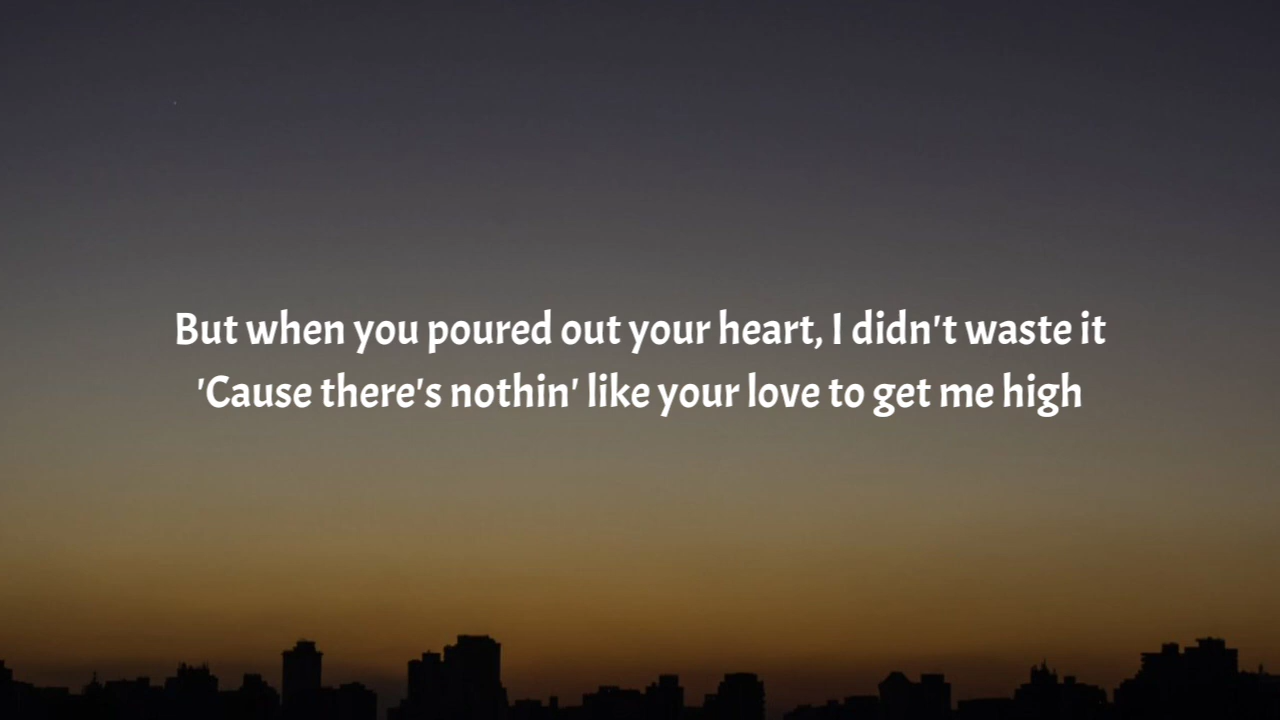 But when you poured out your heart, I didn't waste it
'Cause there's nothin' like your love to get me high